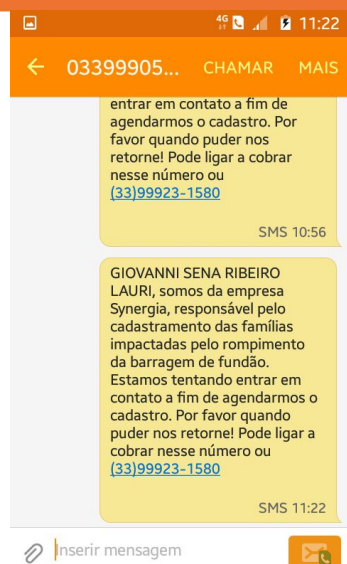 4G 11:22
03399905... CHAMAR MAIS
entrar em contato a fim de
agendarmos o cadastro. Por
favor quando puder nos
retorne! Pode ligar a cobrar
nesse número ou
(33)99923-1580
SMS 10:56
GIOVANNI SENA RIBEIRO
LAURI, somos da empresa
Synergia, responsável pelo
cadastramento das famílias
impactadas pelo rompimento
da barragem de fundão.
Estamos tentando entrar em
contato a fim de agendarmos o
cadastro. Por favor quando
puder nos retorne! Pode ligar a
cobrar nesse número ou
(33)99923-1580
SMS 11:22
Inserir mensagem